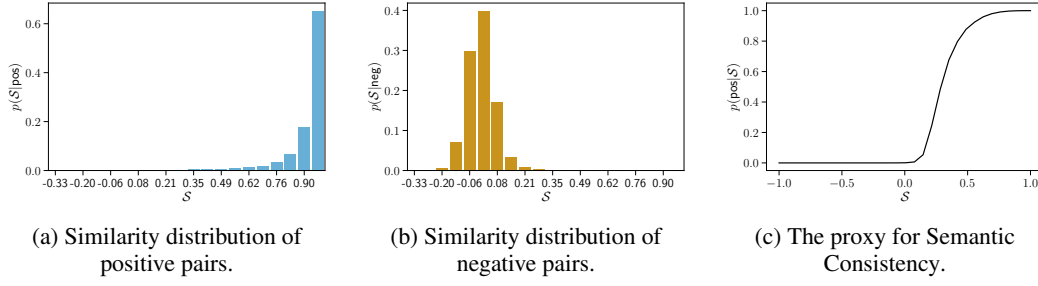 0.6
0.4
0.2
0.0
p(𝒮|pos)
-0.33 -0.20 -0.06 0.08 0.21 0.35 0.49 0.62 0.76 0.90
𝒮
(a) Similarity distribution of
positive pairs.
0.4
0.3
0.2
0.1
0.0
p(𝒮|neg)
-0.33 -0.20 -0.06 0.08 0.21 0.35 0.49 0.62 0.76 0.90
𝒮
(b) Similarity distribution of
negative pairs.
1.0
0.8
0.6
0.4
0.2
0.0
p(pos|𝒮)
−1.0 −0.5 0.0 0.5 1.0
𝒮
(c) The proxy for Semantic
Consistency.